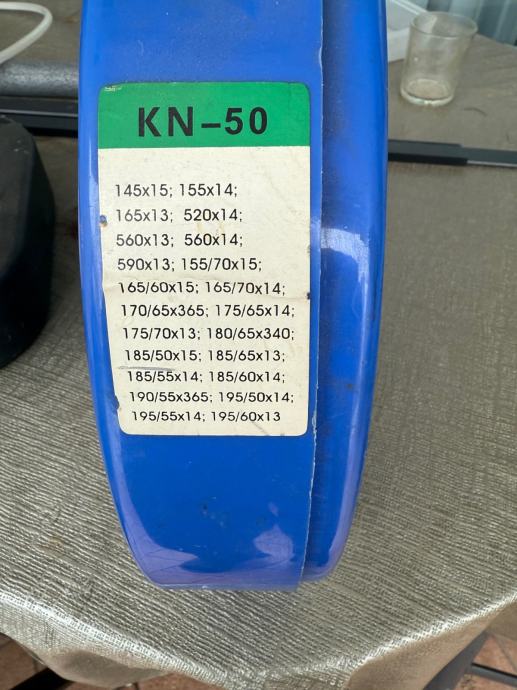 KN-50
145x15; 155x14;
165x13; 520x14;
560x13; 560x14;
590x13; 155/70x15;
165/60x15; 165/70x14;
170/65x365; 175/65x14;
175/70x13; 180/65x340;
185/50x15; 185/65x13;
185/55x14; 185/60x14;
190/55x365; 195/50x14;
195/55x14; 195/60x13